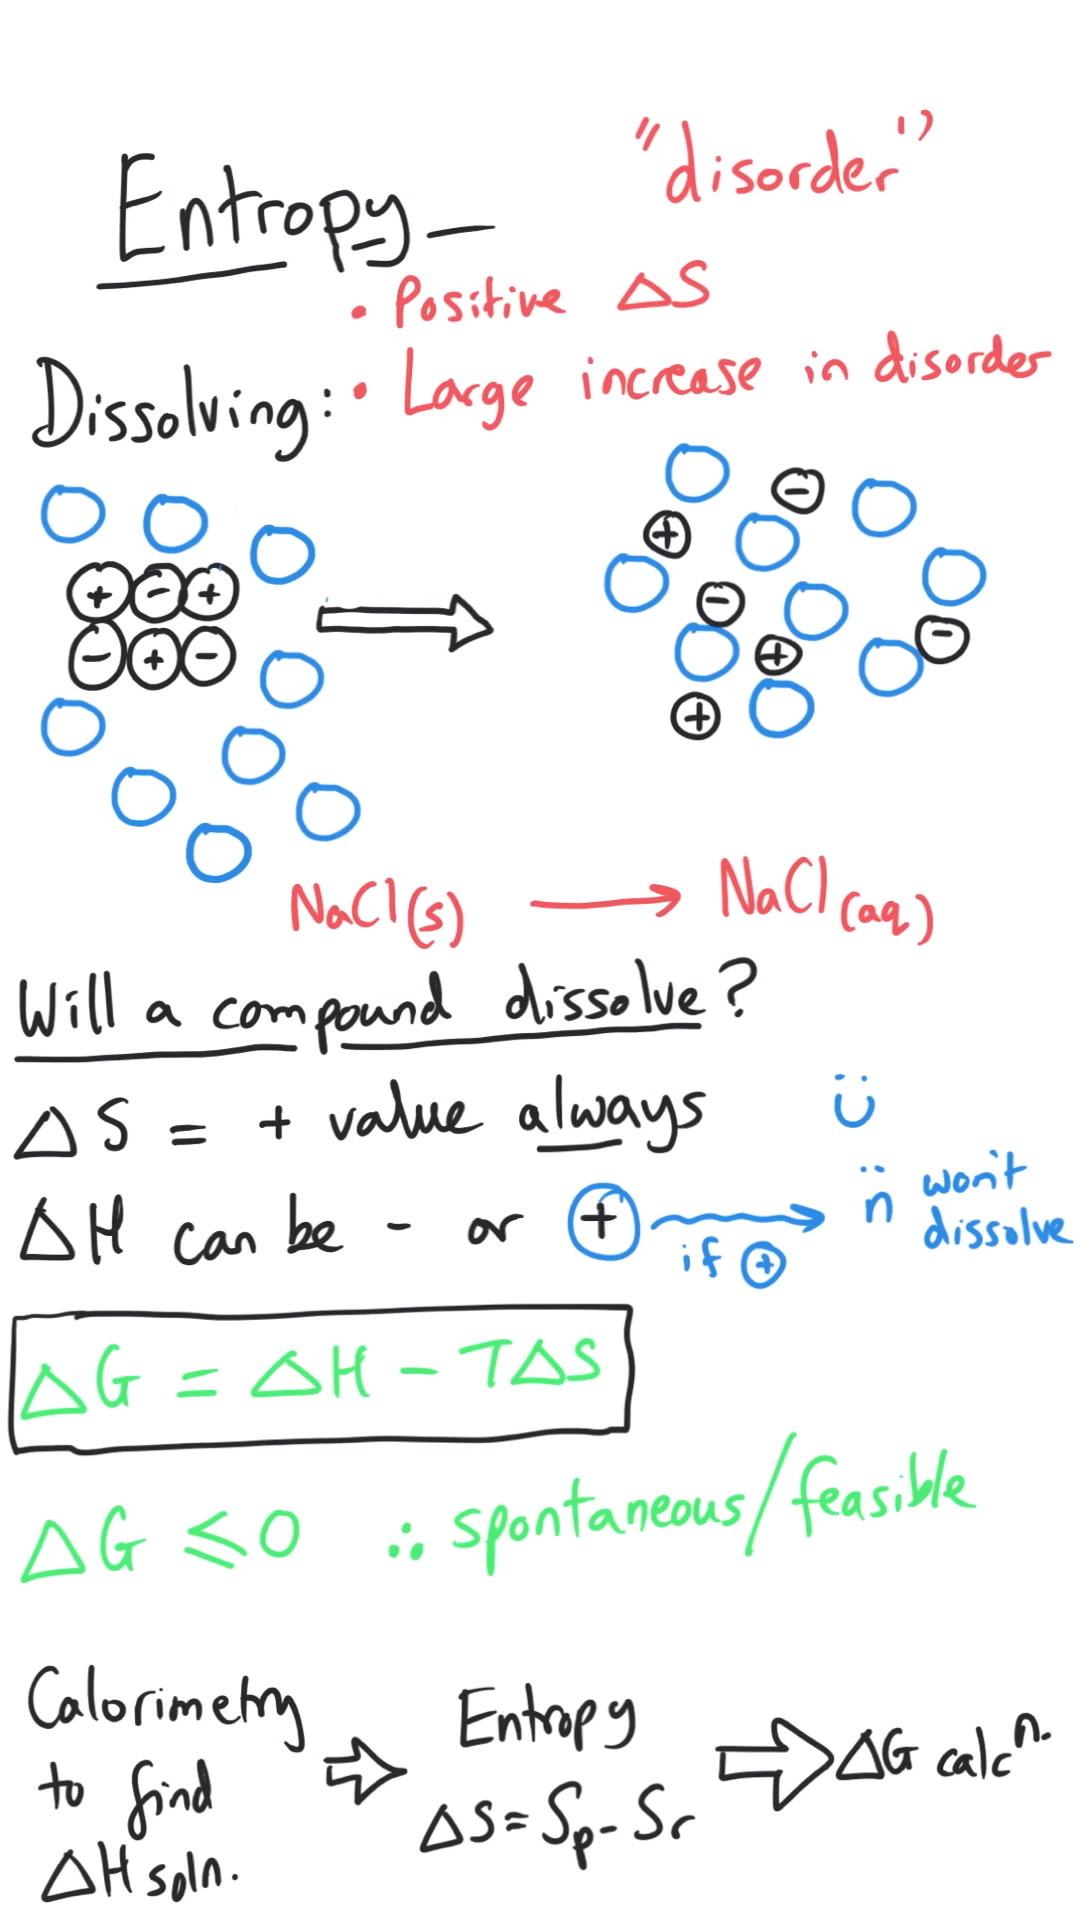 "disorder"
Entropy
• Positive ΔS
Dissolving: • Large increase in disorder
+ - +
- + -
-
+
-
-
+
+
NaCl(s) → NaCl(aq)
Will a compound dissolve?
ΔS = + value always
ΔH can be - or + if + won't dissolve
ΔG = ΔH - TΔS
ΔG ⩽ 0 ∴ spontaneous/feasible
Calorimetry to find ΔH soln. ⇒ Entropy ΔS = Sp - Sr ⇒ ΔG calcⁿ.